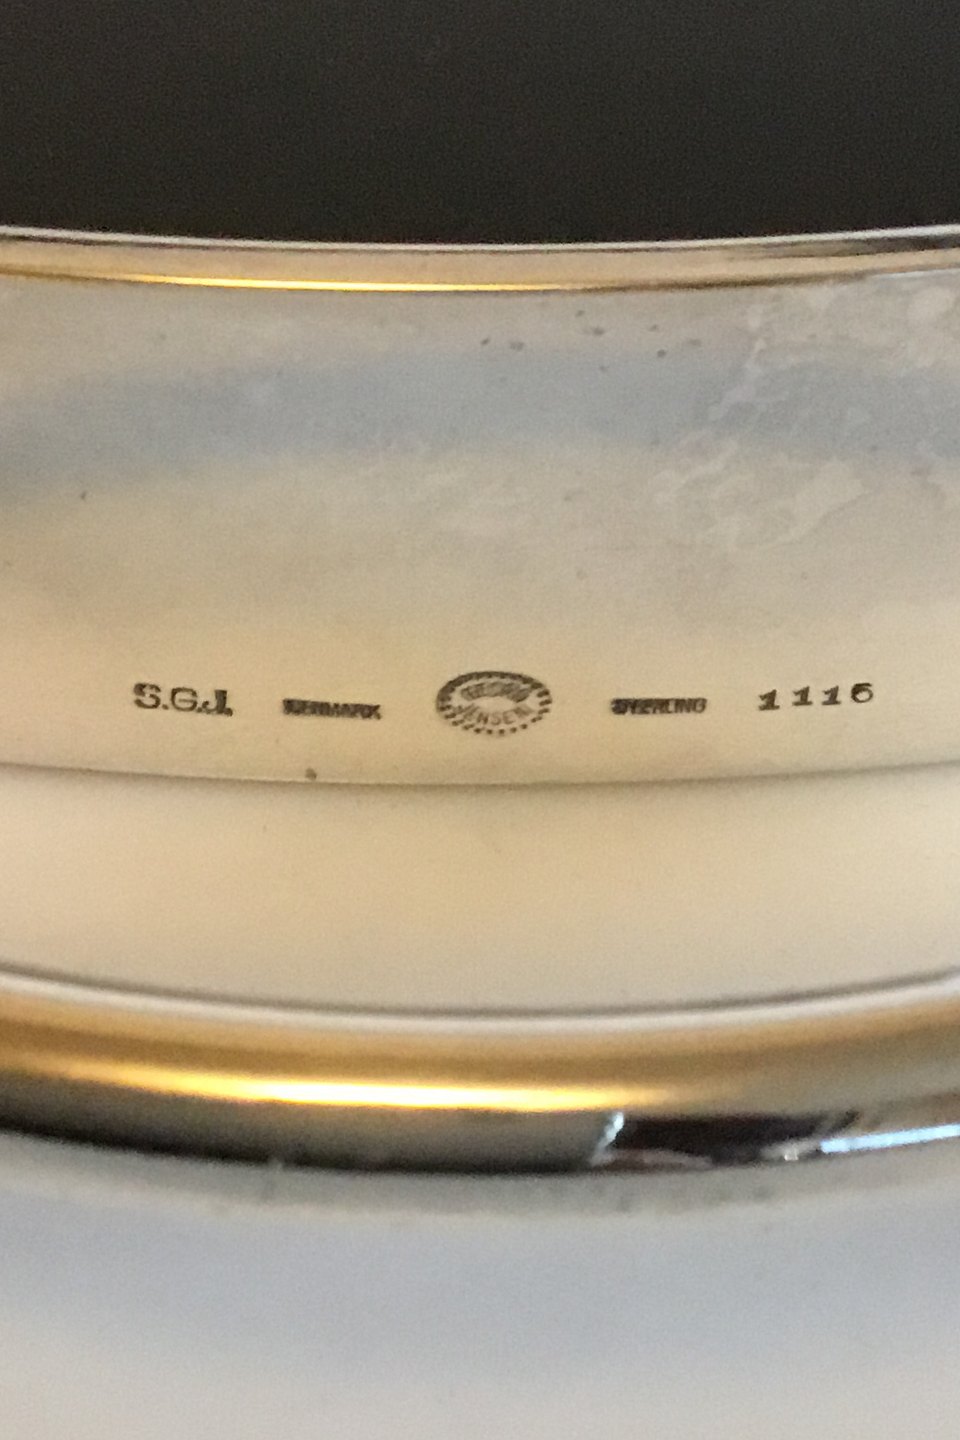 S.G.J. DENMARK GEORG JENSEN STERLING 1116